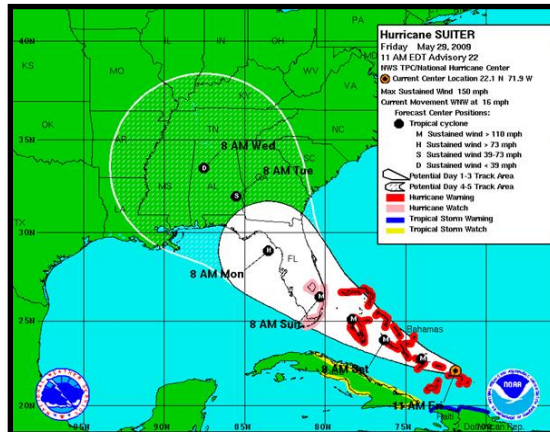 Hurricane SUITER
Friday May 29, 2009
11 AM EDT Advisory 22
NWS TPC/National Hurricane Center
Current Center Location 22.1 N 71.9 W
Max Sustained Wind 150 mph
Current Movement WNW at 16 mph
Forecast Center Positions:
Tropical cyclone
M Sustained wind > 110 mph
H Sustained wind > 73 mph
S Sustained wind 39-73 mph
D Sustained wind < 39 mph
Potential Day 1-3 Track Area
Potential Day 4-5 Track Area
Hurricane Warning
Hurricane Watch
Tropical Storm Warning
Tropical Storm Watch
40N
35N
30N
25N
20N
95W
90W
85W
80W
75W
70W
KS
MO
IL
IN
OH
WV
VA
MD
KY
OK
AR
TN
NC
SC
MS
AL
GA
TX
LA
FL
8 AM Wed
D
8 AM Tue
S
8 AM Mon
H
8 AM Sun
M
8 AM Sat
M
M
M
11 AM Fri
Bahamas
Haiti
Dominican Rep.
NOAA